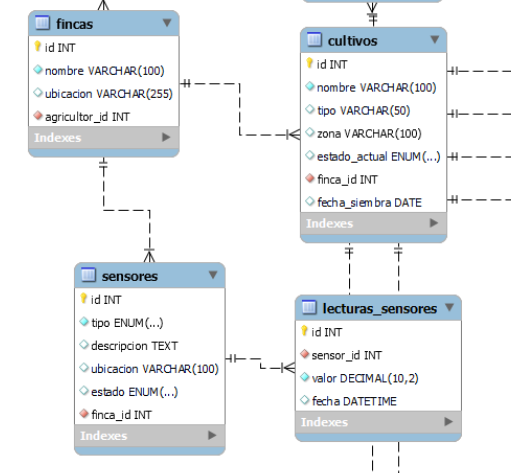 fincas
id INT
nombre VARCHAR(100)
ubicacion VARCHAR(255)
agricultor_id INT
Indexes
cultivos
id INT
nombre VARCHAR(100)
tipo VARCHAR(50)
zona VARCHAR(100)
estado_actual ENUM(...)
finca_id INT
fecha_siembra DATE
Indexes
sensores
id INT
tipo ENUM(...)
descripcion TEXT
ubicacion VARCHAR(100)
estado ENUM(...)
finca_id INT
Indexes
lecturas_sensores
id INT
sensor_id INT
valor DECIMAL(10,2)
fecha DATETIME
Indexes